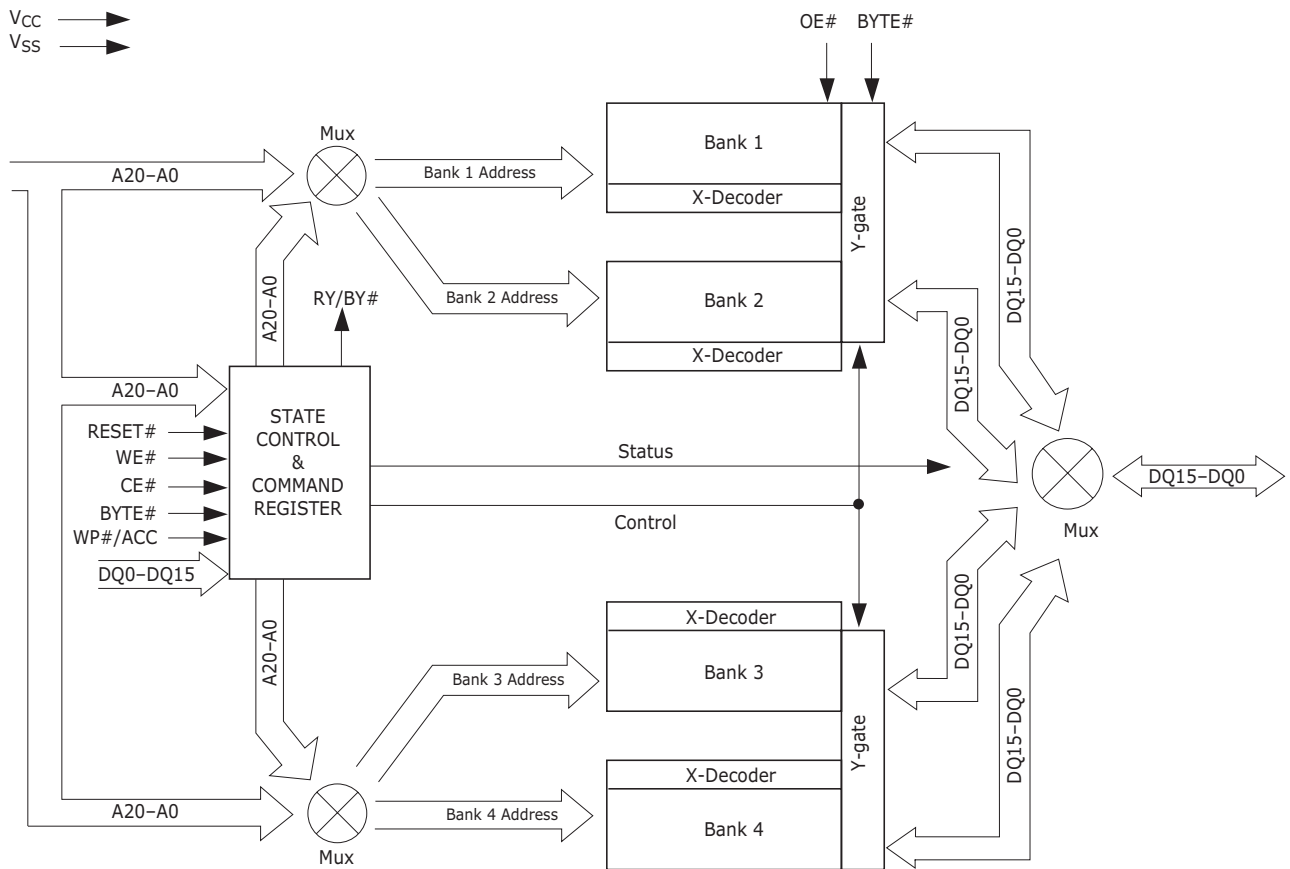 VCC
VSS
OE# BYTE#
Mux
A20–A0
Bank 1 Address
Bank 1
X-Decoder
Y-gate
DQ15–DQ0
A20–A0
RY/BY#
Bank 2 Address
Bank 2
X-Decoder
DQ15–DQ0
A20–A0
RESET#
WE#
CE#
BYTE#
WP#/ACC
DQ0–DQ15
STATE
CONTROL
&
COMMAND
REGISTER
Status
Control
DQ15–DQ0
Mux
A20–A0
X-Decoder
Bank 3 Address
Bank 3
Y-gate
DQ15–DQ0
DQ15–DQ0
X-Decoder
A20–A0
Mux
Bank 4 Address
Bank 4